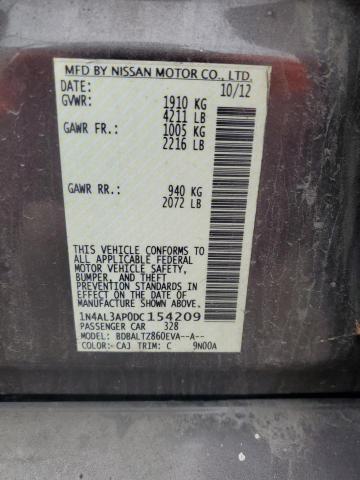 MFD BY NISSAN MOTOR CO., LTD.
DATE: 10/12
GVWR: 1910 KG
4211 LB
GAWR FR.: 1005 KG
2216 LB
GAWR RR.: 940 KG
2072 LB
THIS VEHICLE CONFORMS TO
ALL APPLICABLE FEDERAL
MOTOR VEHICLE SAFETY,
BUMPER, AND THEFT
PREVENTION STANDARDS
IN EFFECT ON THE DATE OF
MANUFACTURE SHOWN ABOVE.
1N4AL3AP0DC154209
PASSENGER CAR 328
MODEL: BDBALTZ860EVA--A--
COLOR: CAJ TRIM: C 9N00A